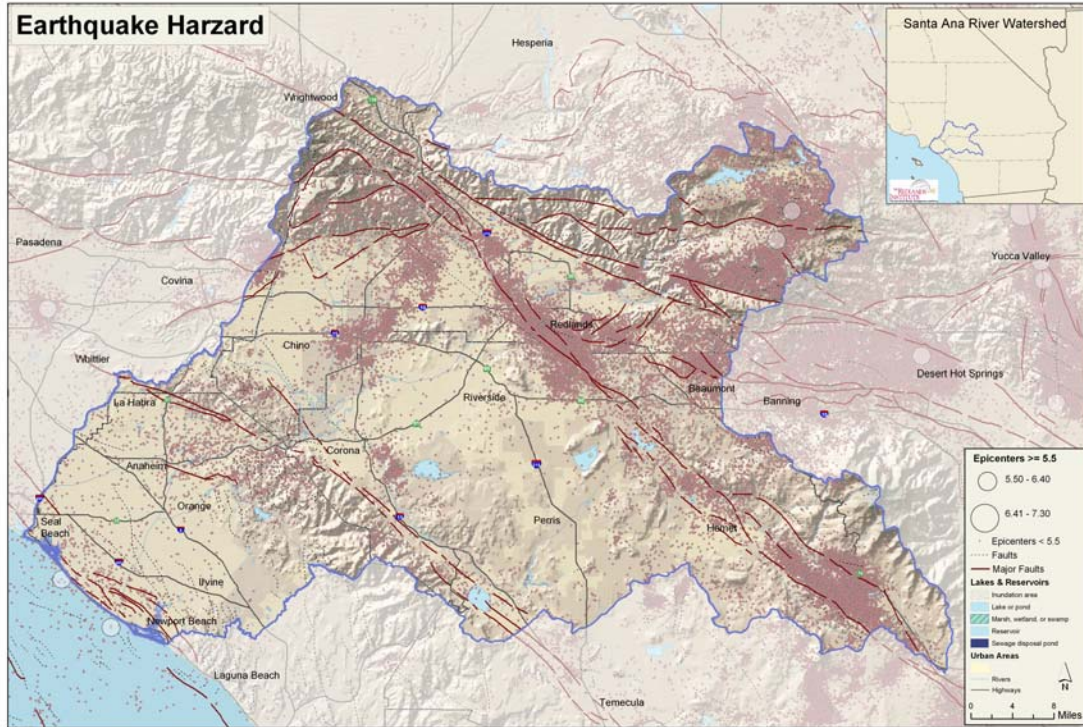 Earthquake Harzard
Santa Ana River Watershed
Hesperia
Wrightwood
Pasadena
Covina
Yucca Valley
Redlands
Chino
Whittier
Desert Hot Springs
Beaumont
La Habra
Riverside
Banning
Corona
Anaheim
Orange
Seal
Beach
Perris
Hemet
Irvine
Newport Beach
Laguna Beach
Temecula
Epicenters >= 5.5
5.50 - 6.40
6.41 - 7.30
Epicenters < 5.5
Faults
Major Faults
Lakes & Reservoirs
Inundation area
Lake or pond
Marsh, wetland, or swamp
Reservoir
Sewage disposal pond
Urban Areas
Rivers
Highways
N
0 4 8
Miles